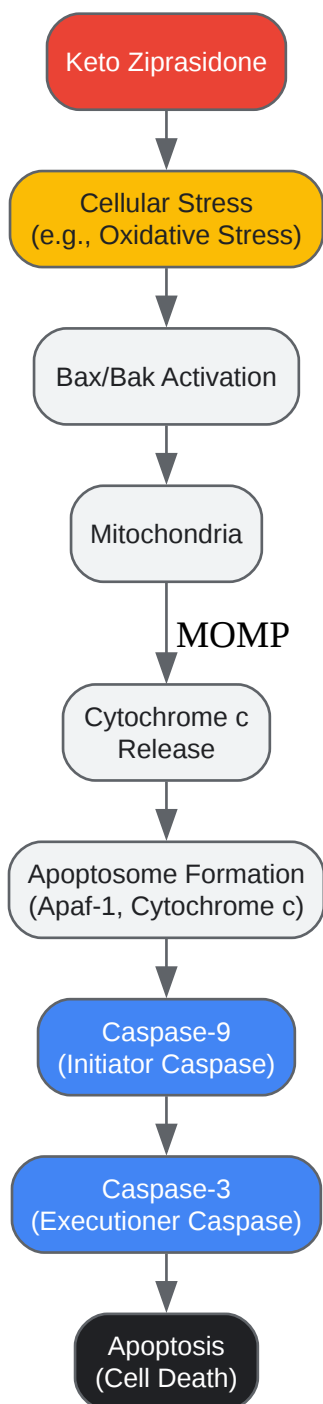 Keto Ziprasidone
Cellular Stress
(e.g., Oxidative Stress)
Bax/Bak Activation
Mitochondria
MOMP
Cytochrome c
Release
Apoptosome Formation
(Apaf-1, Cytochrome c)
Caspase-9
(Initiator Caspase)
Caspase-3
(Executioner Caspase)
Apoptosis
(Cell Death)